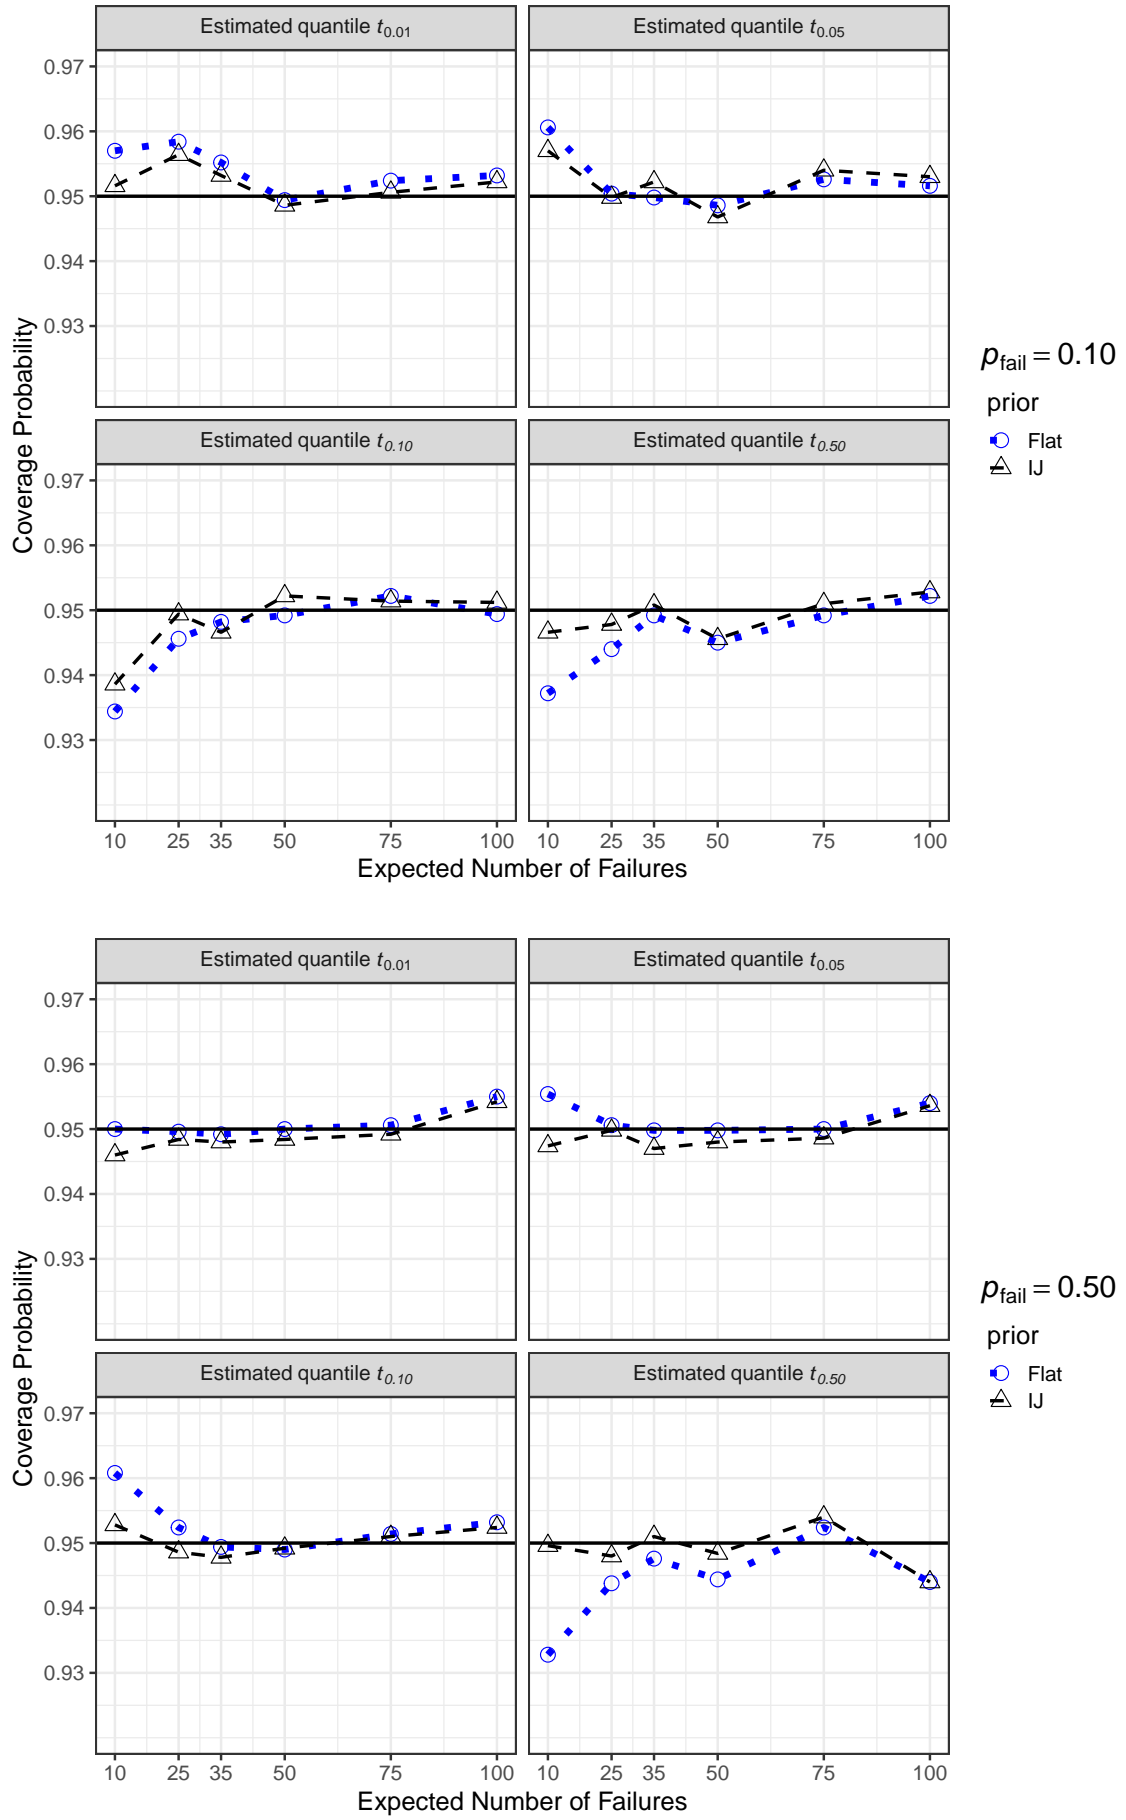 Estimated quantile t0.01
Estimated quantile t0.05
0.97
0.96
0.95
0.94
0.93
Estimated quantile t0.10
Estimated quantile t0.50
0.97
0.96
0.95
0.94
0.93
10 25 35 50 75 100
10 25 35 50 75 100
Expected Number of Failures
Coverage Probability
pfail = 0.10
prior
Flat
IJ
Estimated quantile t0.01
Estimated quantile t0.05
0.97
0.96
0.95
0.94
0.93
Estimated quantile t0.10
Estimated quantile t0.50
0.97
0.96
0.95
0.94
0.93
10 25 35 50 75 100
10 25 35 50 75 100
Expected Number of Failures
Coverage Probability
pfail = 0.50
prior
Flat
IJ